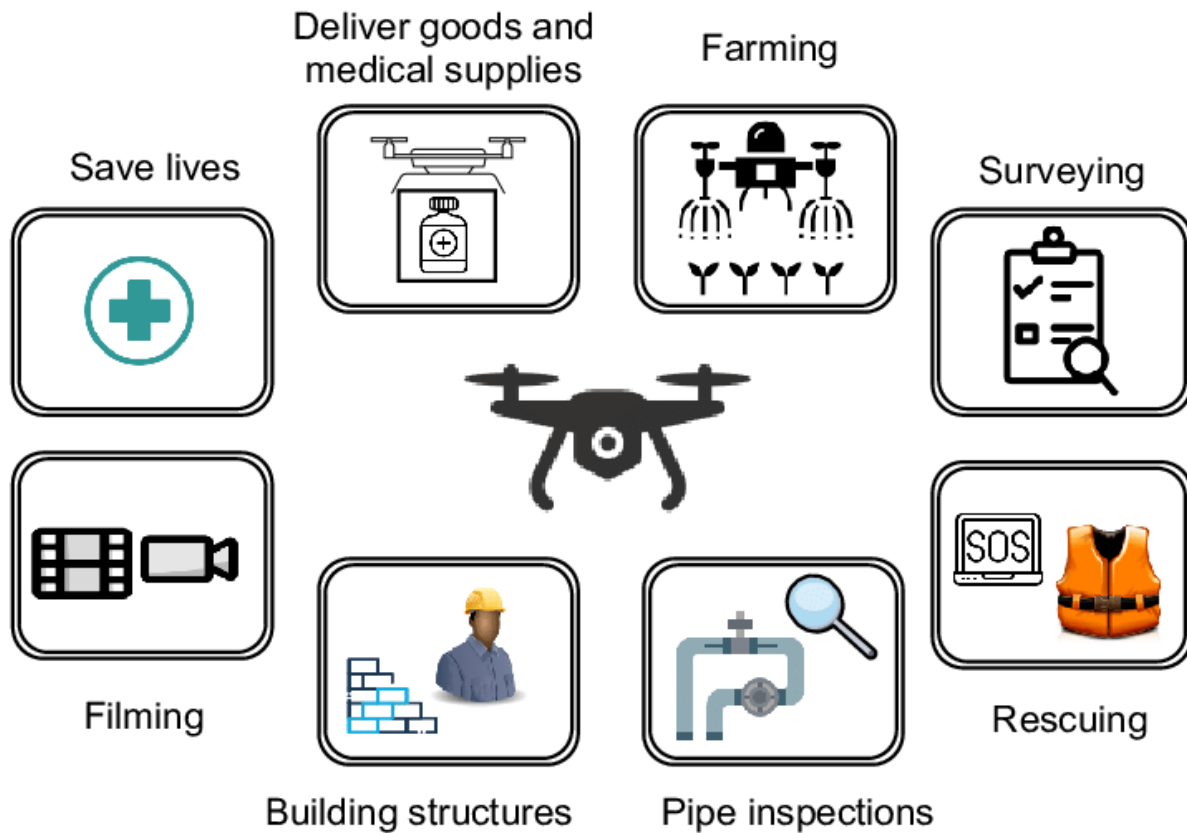 Deliver goods and
medical supplies
Farming
Save lives
Surveying
SOS
Filming
Rescuing
Building structures
Pipe inspections